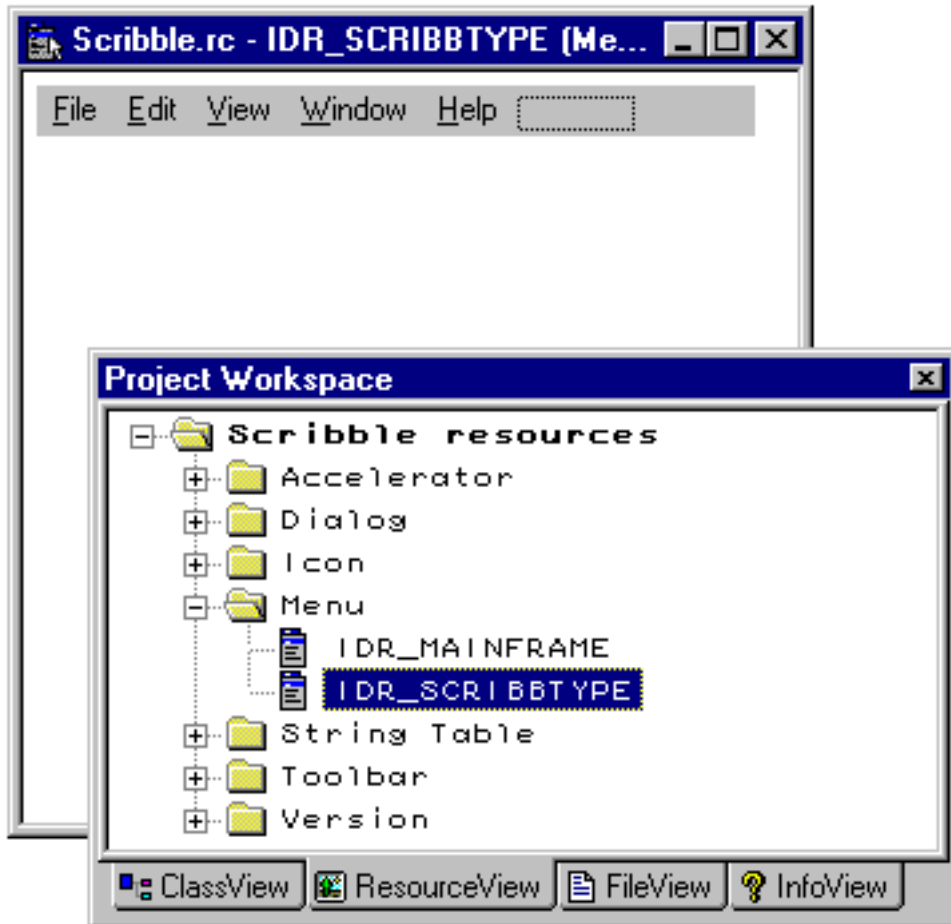 Scribble.rc - IDR_SCRIBBTYPE (Me...
File Edit View Window Help
Project Workspace
Scribble resources
Accelerator
Dialog
Icon
Menu
IDR_MAINFRAME
IDR_SCRIBBTYPE
String Table
Toolbar
Version
ClassView ResourceView FileView InfoView